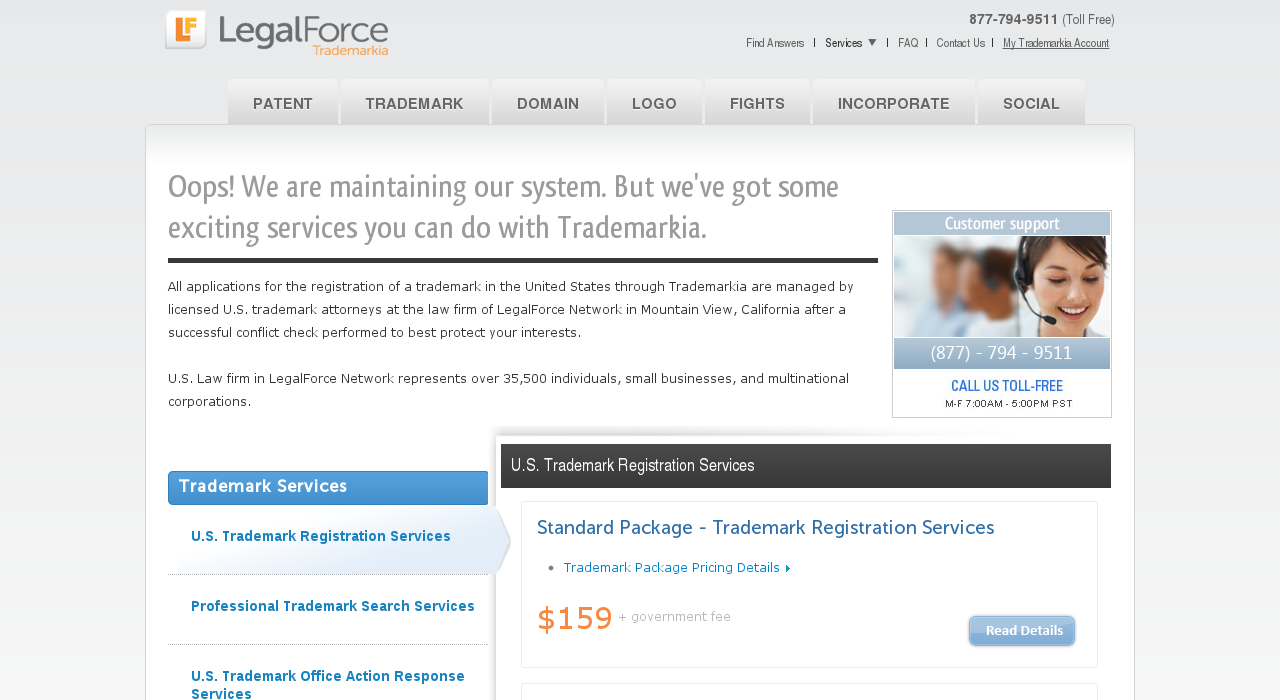 LF LegalForce
Trademarkia
877-794-9511 (Toll Free)
Find Answers Services FAQ Contact Us My Trademarkia Account
PATENT TRADEMARK DOMAIN LOGO FIGHTS INCORPORATE SOCIAL
Oops! We are maintaining our system. But we've got some
exciting services you can do with Trademarkia.
All applications for the registration of a trademark in the United States through Trademarkia are managed by
licensed U.S. trademark attorneys at the law firm of LegalForce Network in Mountain View, California after a
successful conflict check performed to best protect your interests.
U.S. Law firm in LegalForce Network represents over 35,500 individuals, small businesses, and multinational
corporations.
Customer support
(877) - 794 - 9511
CALL US TOLL-FREE
M-F 7:00AM - 5:00PM PST
Trademark Services
U.S. Trademark Registration Services
Professional Trademark Search Services
U.S. Trademark Office Action Response
Services
U.S. Trademark Registration Services
Standard Package - Trademark Registration Services
• Trademark Package Pricing Details
$159 + government fee
Read Details